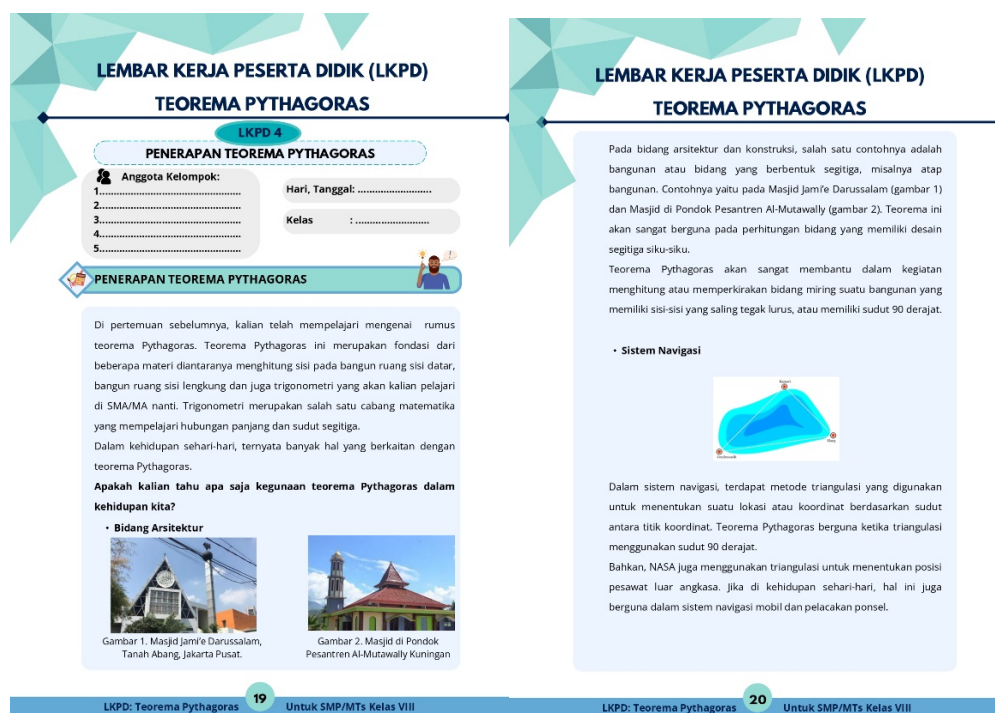 LEMBAR KERJA PESERTA DIDIK (LKPD)
TEOREMA PYTHAGORAS
LKPD 4
PENERAPAN TEOREMA PYTHAGORAS
Anggota Kelompok:
1..............................................
2..............................................
3..............................................
4..............................................
5..............................................
Hari, Tanggal: ..........................
Kelas : ..........................
PENERAPAN TEOREMA PYTHAGORAS
Di pertemuan sebelumnya, kalian telah mempelajari mengenai rumus
teorema Pythagoras. Teorema Pythagoras ini merupakan fondasi dari
beberapa materi diantaranya menghitung sisi pada bangun ruang sisi datar,
bangun ruang sisi lengkung dan juga trigonometri yang akan kalian pelajari
di SMA/MA nanti. Trigonometri merupakan salah satu cabang matematika
yang mempelajari hubungan panjang dan sudut segitiga.
Dalam kehidupan sehari-hari, ternyata banyak hal yang berkaitan dengan
teorema Pythagoras.
Apakah kalian tahu apa saja kegunaan teorema Pythagoras dalam
kehidupan kita?
• Bidang Arsitektur
Gambar 1. Masjid Jami'e Darussalam,
Tanah Abang, Jakarta Pusat.
Gambar 2. Masjid di Pondok
Pesantren Al-Mutawally Kuningan
LKPD: Teorema Pythagoras 19 Untuk SMP/MTs Kelas VIII
LEMBAR KERJA PESERTA DIDIK (LKPD)
TEOREMA PYTHAGORAS
Pada bidang arsitektur dan konstruksi, salah satu contohnya adalah
bangunan atau bidang yang berbentuk segitiga, misalnya atap
bangunan. Contohnya yaitu pada Masjid Jami'e Darussalam (gambar 1)
dan Masjid di Pondok Pesantren Al-Mutawally (gambar 2). Teorema ini
akan sangat berguna pada perhitungan bidang yang memiliki desain
segitiga siku-siku.
Teorema Pythagoras akan sangat membantu dalam kegiatan
menghitung atau memperkirakan bidang miring suatu bangunan yang
memiliki sisi-sisi yang saling tegak lurus, atau memiliki sudut 90 derajat.
• Sistem Navigasi
Dalam sistem navigasi, terdapat metode triangulasi yang digunakan
untuk menentukan suatu lokasi atau koordinat berdasarkan sudut
antara titik koordinat. Teorema Pythagoras berguna ketika triangulasi
menggunakan sudut 90 derajat.
Bahkan, NASA juga menggunakan triangulasi untuk menentukan posisi
pesawat luar angkasa. Jika di kehidupan sehari-hari, hal ini juga
berguna dalam sistem navigasi mobil dan pelacakan ponsel.
LKPD: Teorema Pythagoras 20 Untuk SMP/MTs Kelas VIII